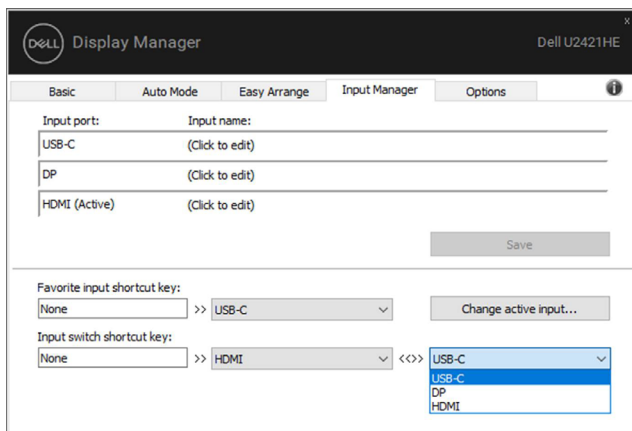 DELL Display Manager Dell U2421HE
x
Basic Auto Mode Easy Arrange Input Manager Options
Input port: Input name:
USB-C (Click to edit)
DP (Click to edit)
HDMI (Active) (Click to edit)
Save
Favorite input shortcut key:
None >> USB-C Change active input...
Input switch shortcut key:
None >> HDMI <<>> USB-C
USB-C
DP
HDMI